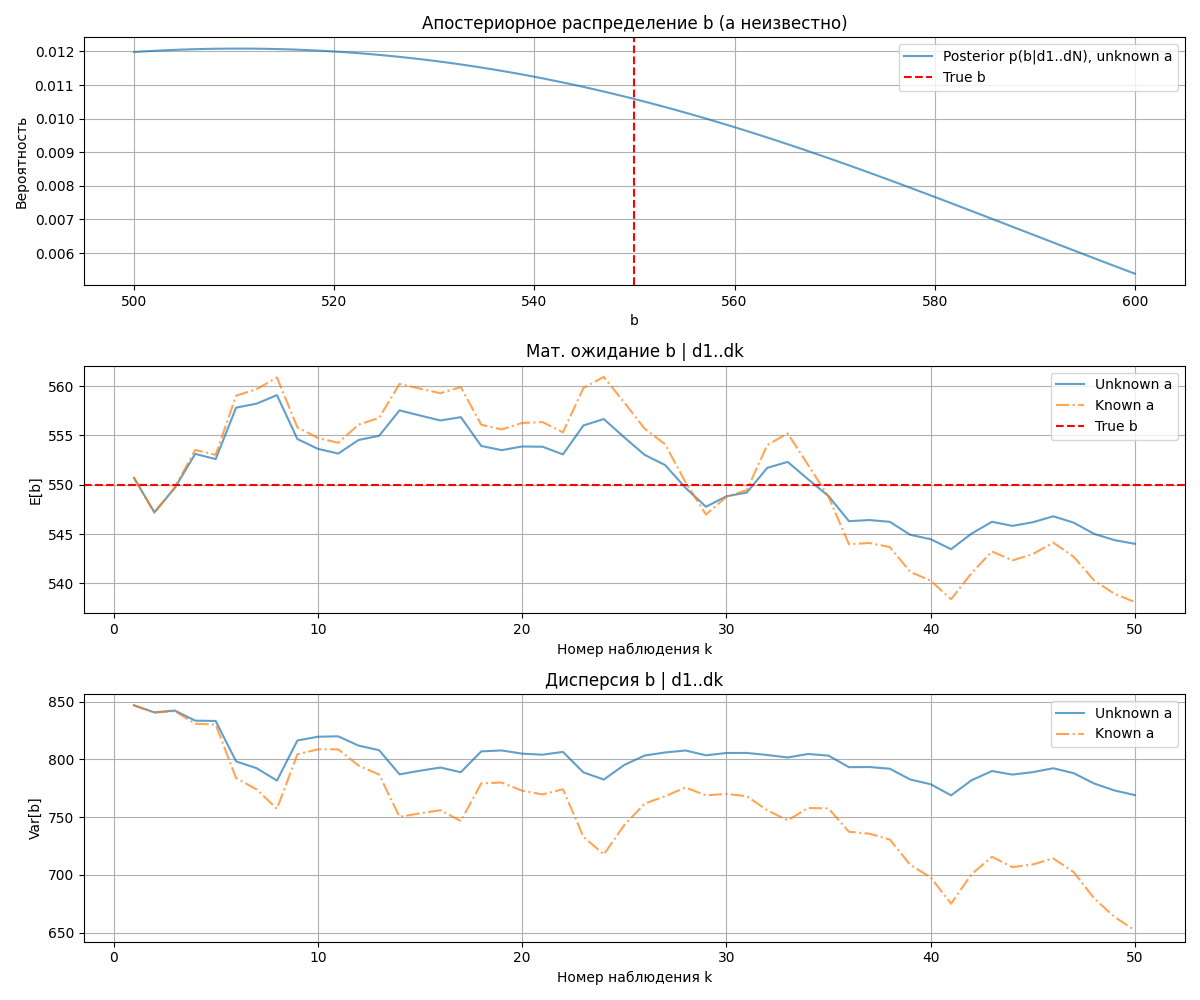 Апостериорное распределение b (a неизвестно)
Вероятность
0.012
0.011
0.010
0.009
0.008
0.007
0.006
Posterior p(b|d1..dN), unknown a
True b
500 520 540 560 580 600
b
Мат. ожидание b | d1..dk
E[b]
560
555
550
545
540
Unknown a
Known a
True b
0 10 20 30 40 50
Номер наблюдения k
Дисперсия b | d1..dk
Var[b]
850
800
750
700
650
Unknown a
Known a
0 10 20 30 40 50
Номер наблюдения k